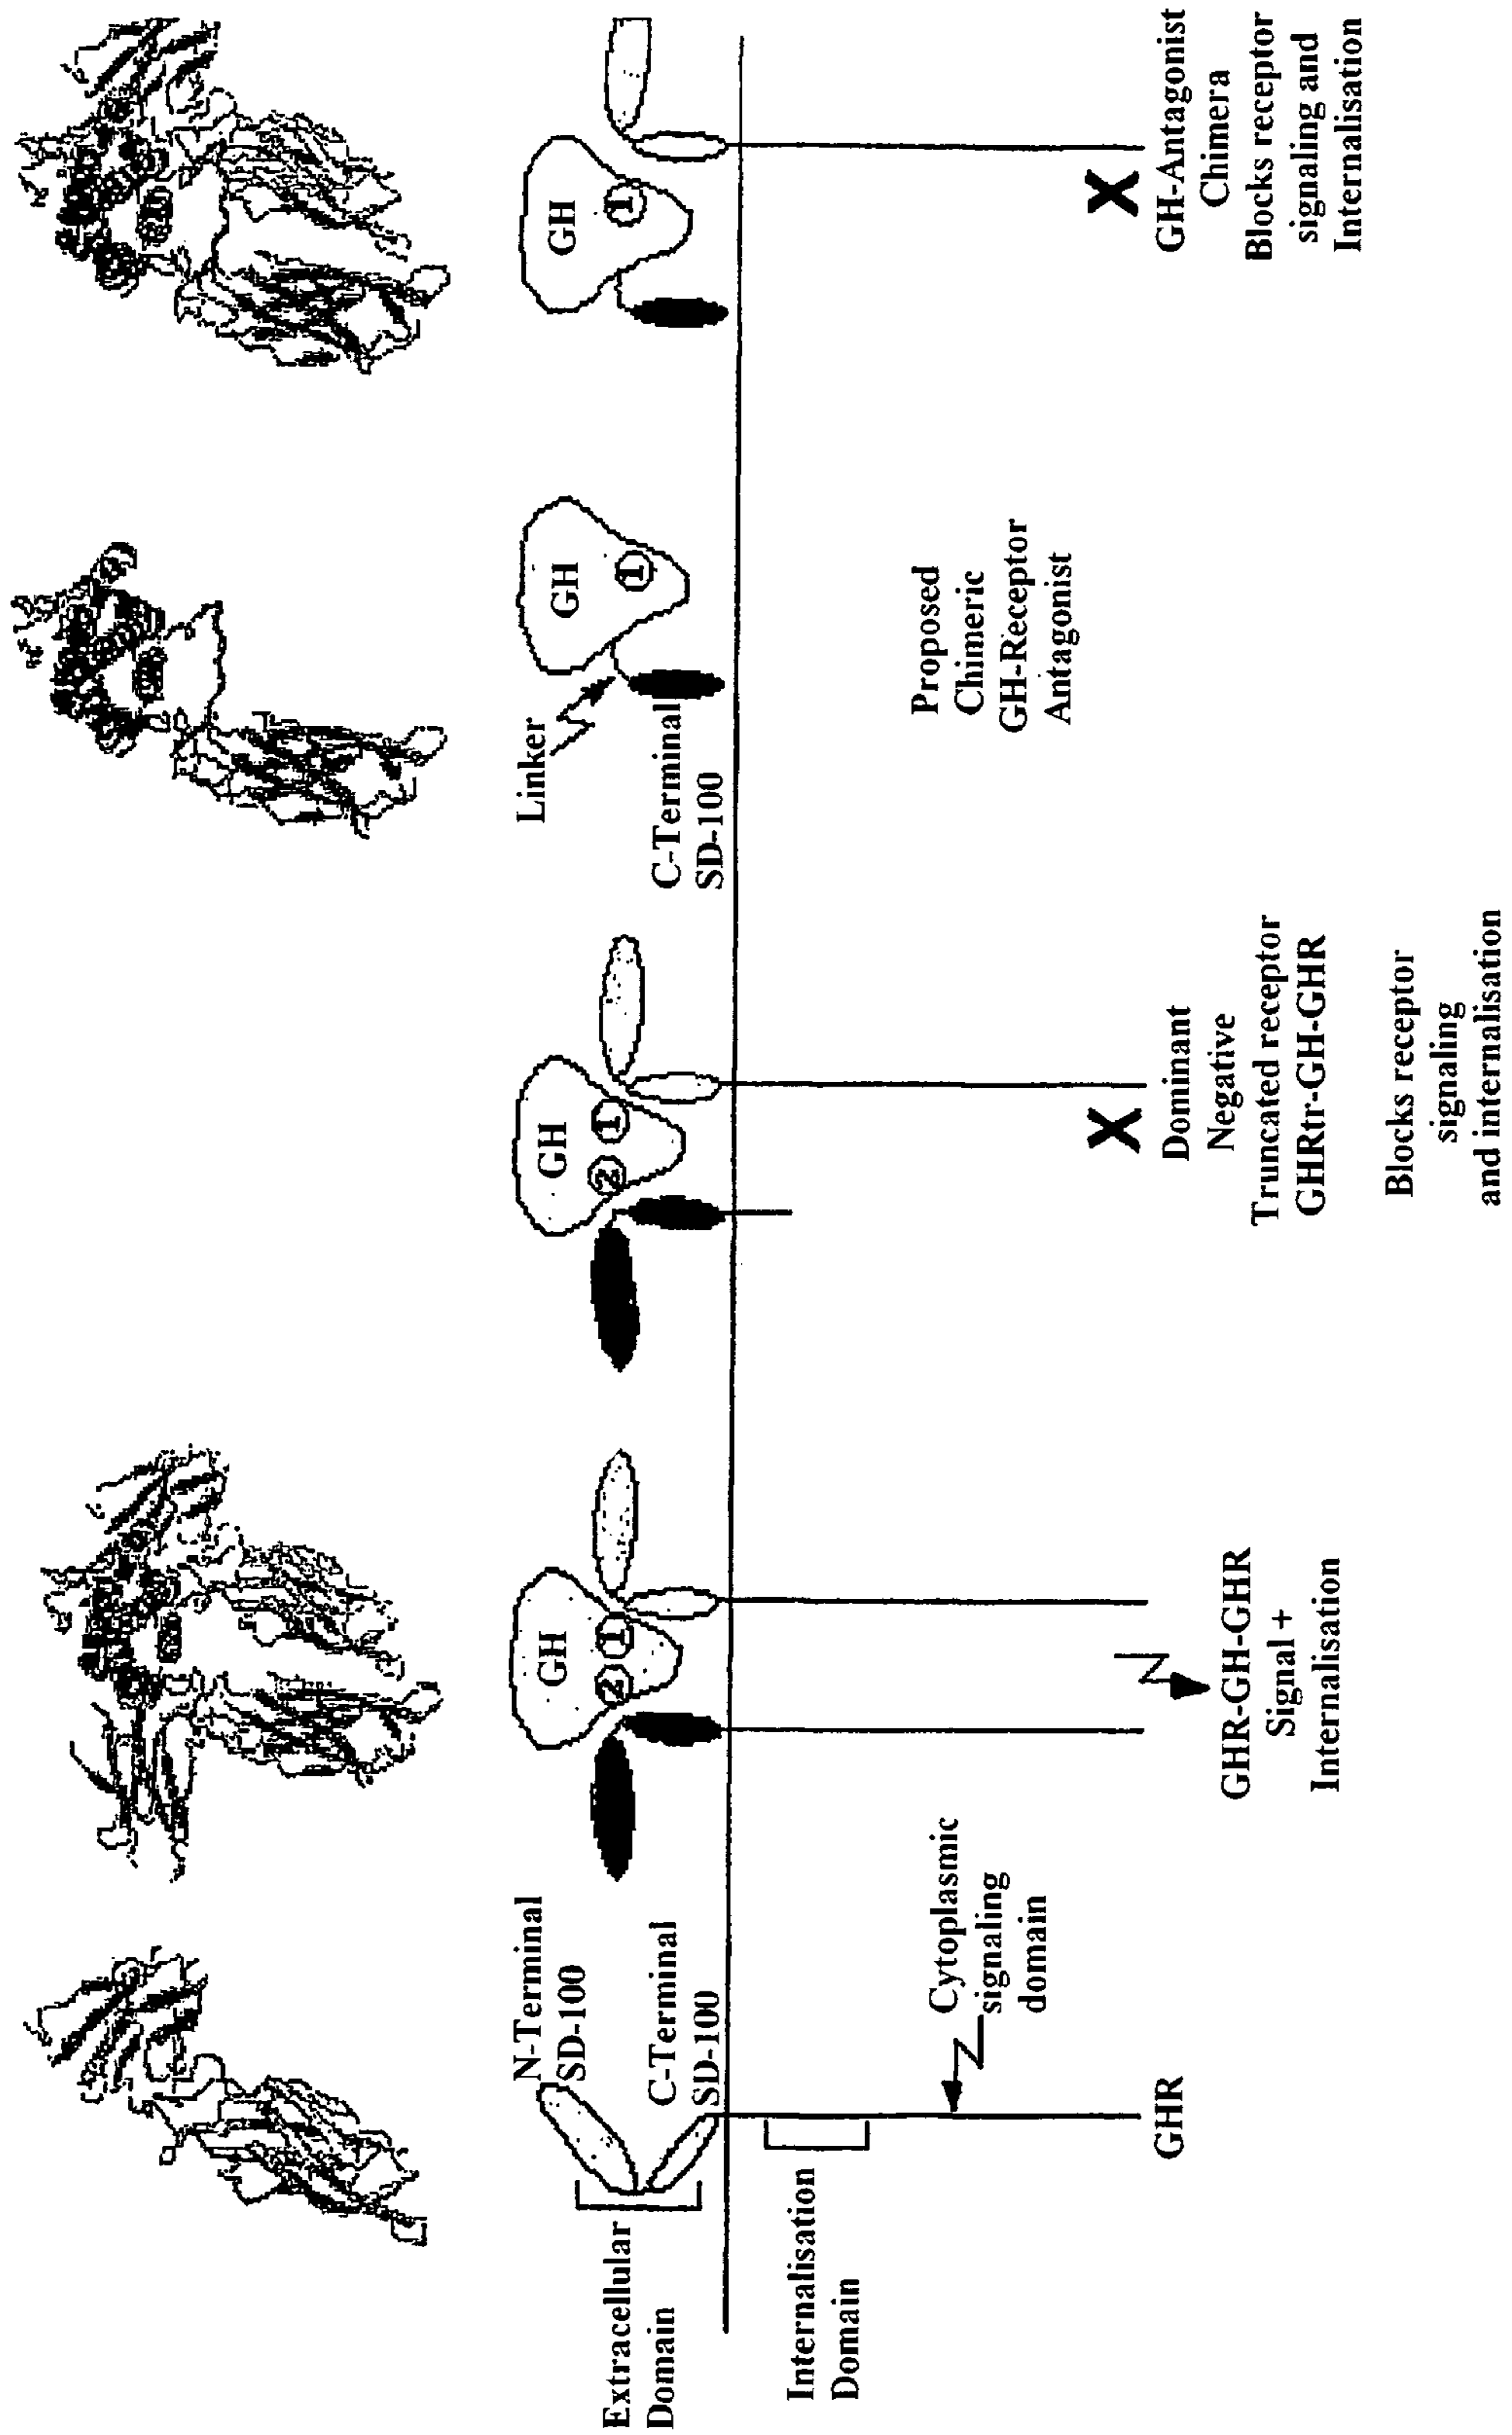 Extracellular
Domain
N-Terminal
SD-100
C-Terminal
SD-100
Internalisation
Domain
Cytoplasmic
signaling
domain
GHR
GH
2
1
GHR-GH-GHR
Signal +
Internalisation
GH
2
1
X
Dominant
Negative
Truncated receptor
GHRtr-GH-GHR
Blocks receptor
signaling
and internalisation
Linker
C-Terminal
SD-100
GH
1
Proposed
Chimeric
GH-Receptor
Antagonist
GH
1
X
GH-Antagonist
Chimera
Blocks receptor
signaling and
Internalisation